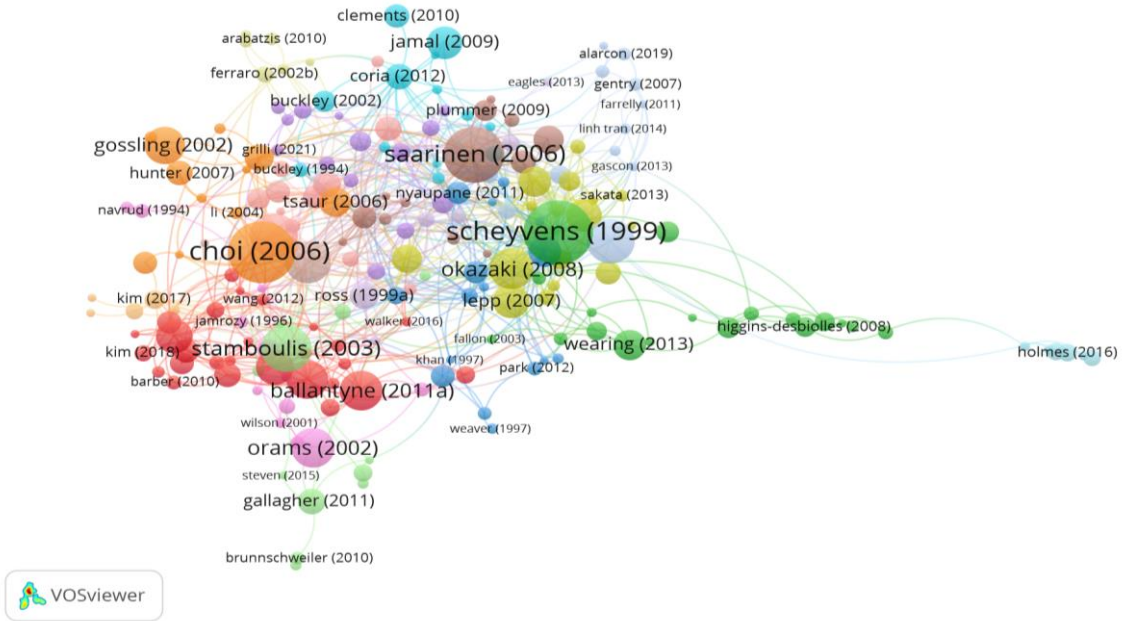 clements (2010)
arabatzis (2010)
jamal (2009)
alarcon (2019)
ferraro (2002b)
coria (2012)
eagles (2013)
gentry (2007)
buckley (2002)
plummer (2009)
farrelly (2011)
linh tran (2014)
gossling (2002)
grilli (2021)
saarinen (2006)
hunter (2007)
buckley (1994)
gascon (2013)
nyaupane (2011)
sakata (2013)
navrud (1994)
li (2004)
tsaur (2006)
scheyvens (1999)
choi (2006)
okazaki (2008)
kim (2017)
wang (2012)
ross (1999a)
lepp (2007)
jamrozy (1996)
walker (2016)
higgins-desbiolles (2008)
fallon (2003)
wearing (2013)
kim (2018)
stamboulis (2003)
holmes (2016)
khan (1997)
park (2012)
barber (2010)
ballantyne (2011a)
wilson (2001)
weaver (1997)
orams (2002)
steven (2015)
gallagher (2011)
brunnschweiler (2010)
VOSviewer